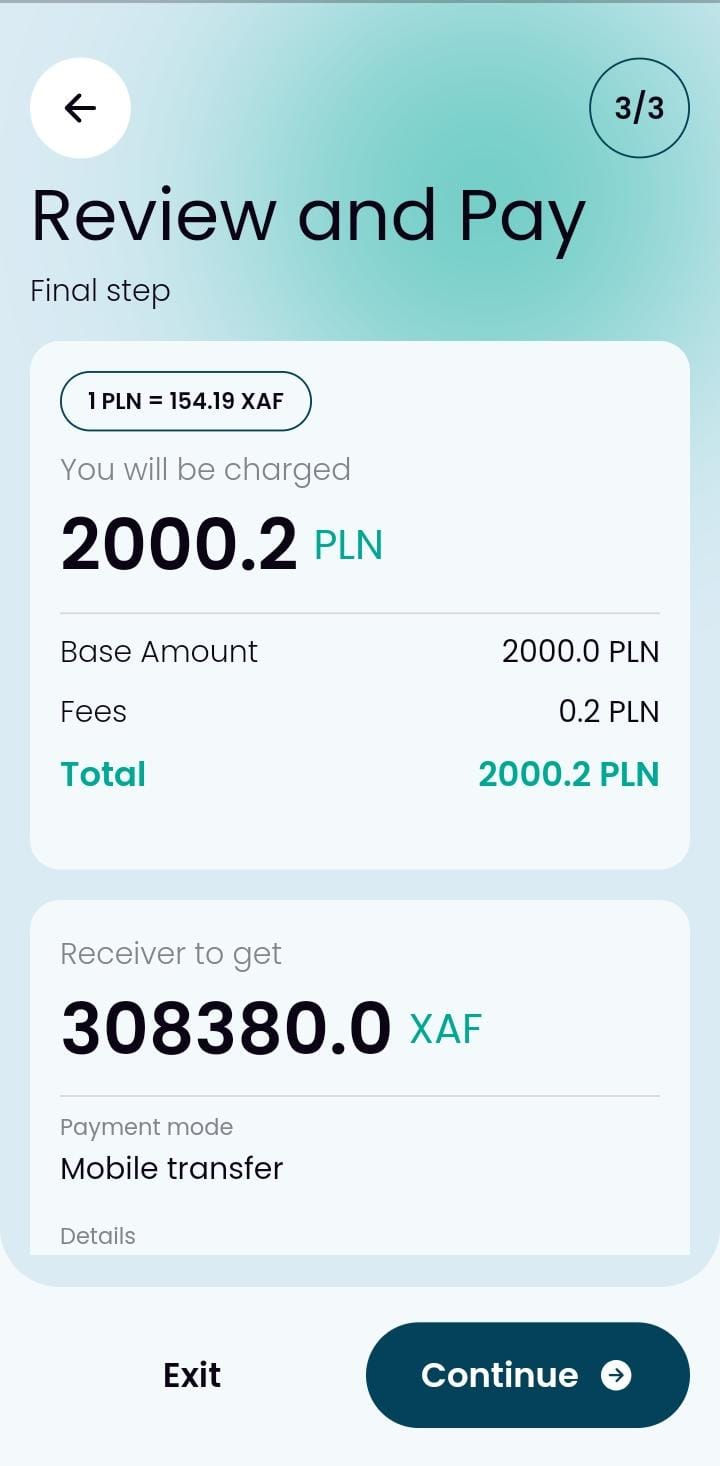 3/3
Review and Pay
Final step
1 PLN = 154.19 XAF
You will be charged
2000.2 PLN
Base Amount 2000.0 PLN
Fees 0.2 PLN
Total 2000.2 PLN
Receiver to get
308380.0 XAF
Payment mode
Mobile transfer
Details
Exit Continue